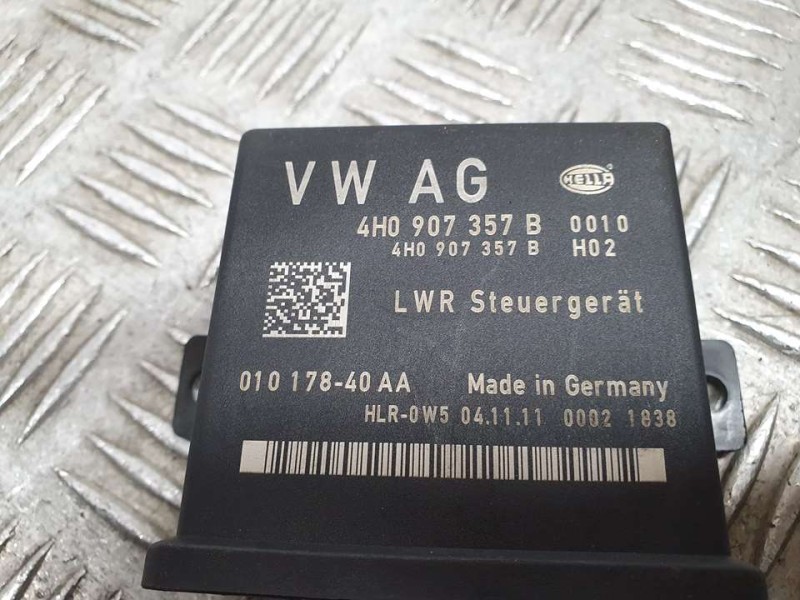 VW AG HELLA
4H0 907 357 B 0010
4H0 907 357 B H02
LWR Steuergerät
010 178-40 AA Made in Germany
HLR-0W5 04.11.11 0002 1838